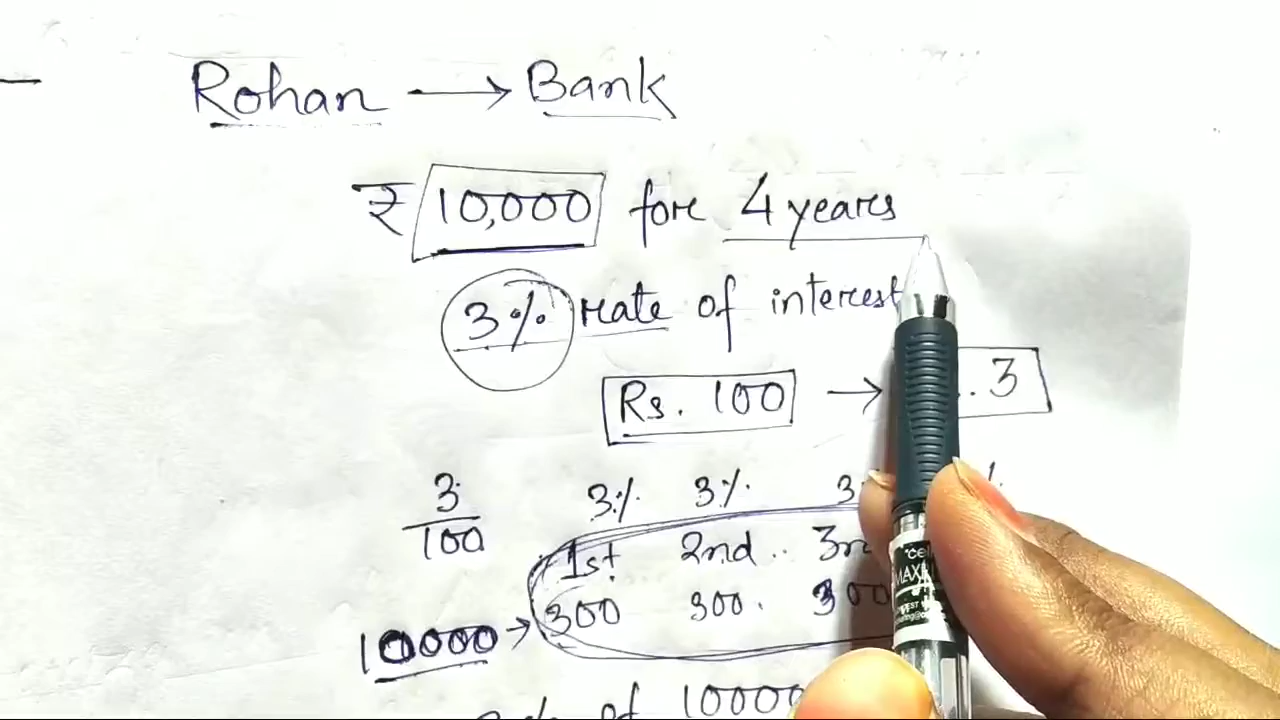 Rohan → Bank
₹ 10,000 for 4 years
3% rate of interest
Rs. 100 → .. 3
3/100 3% 3% 3
1st 2nd.. 3r
10000 → 300 300. 300
of 10000